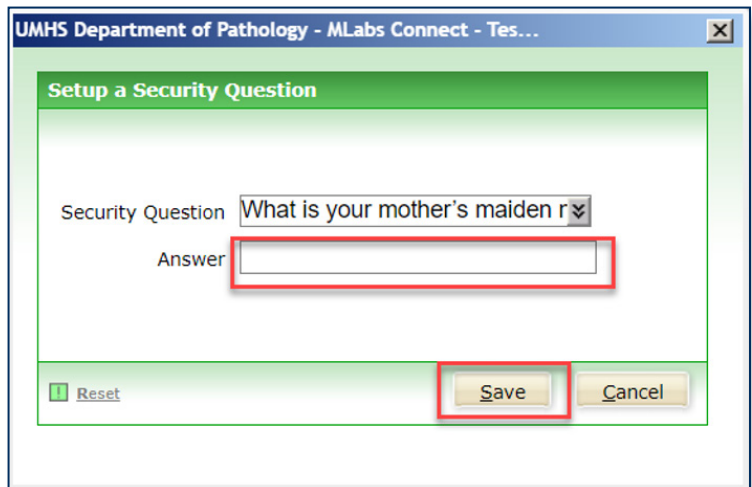 UMHS Department of Pathology - MLabs Connect - Tes...
Setup a Security Question
Security Question What is your mother's maiden
Answer
Reset Save Cancel